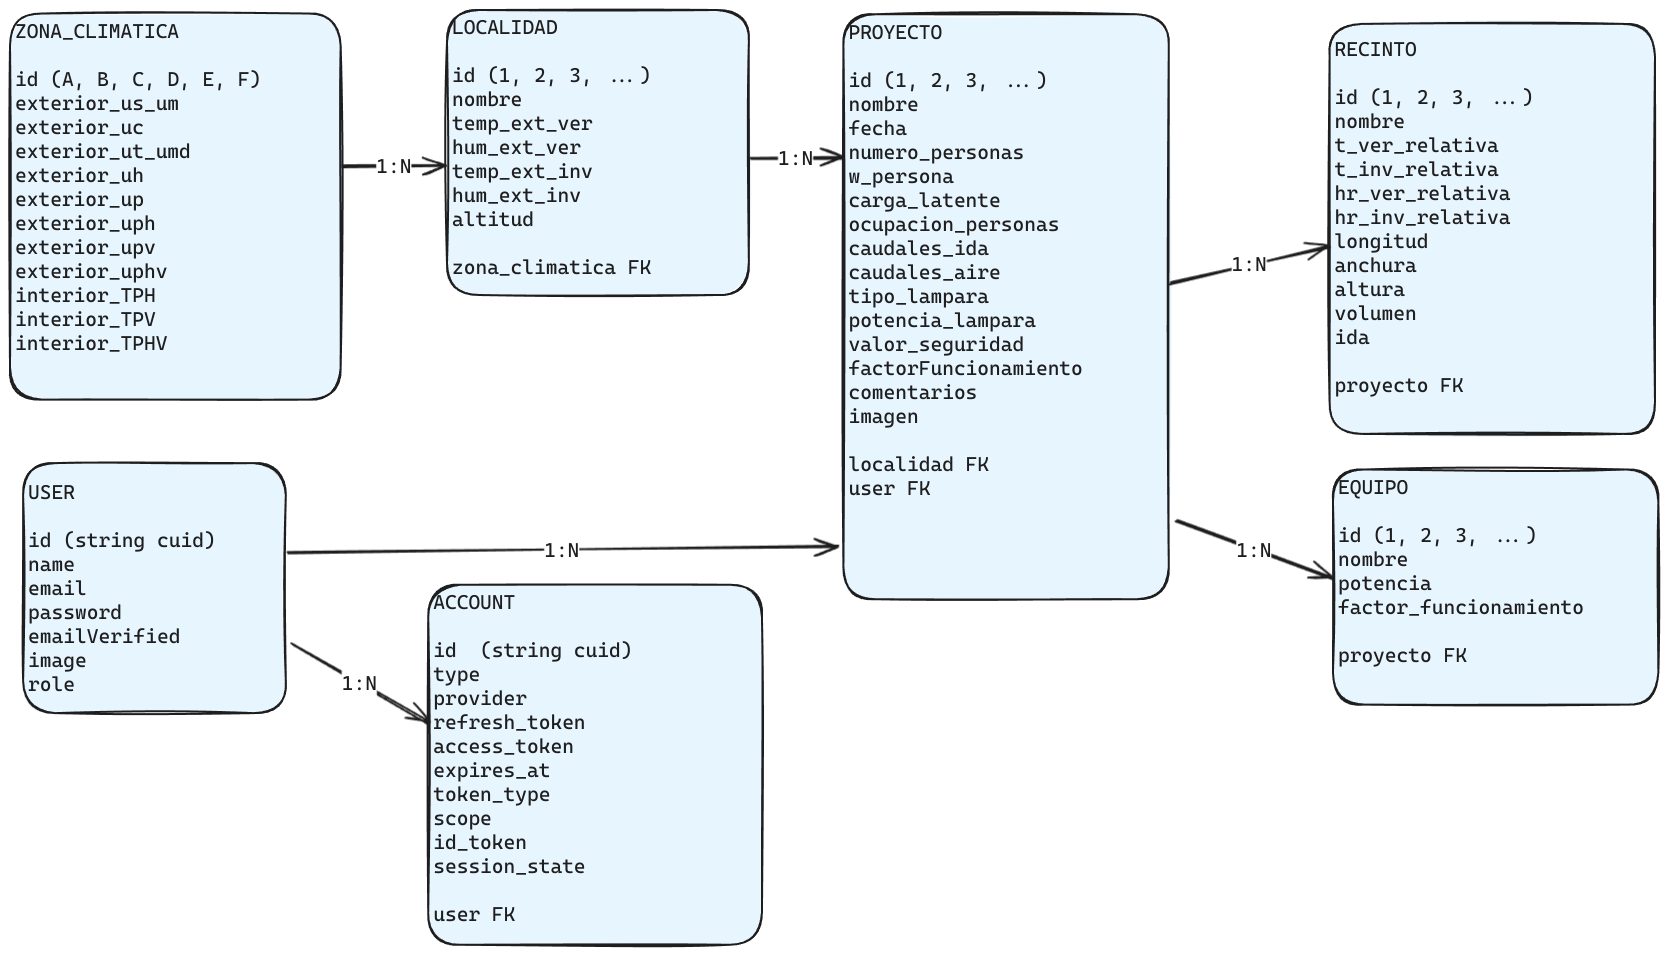 ZONA_CLIMATICA
id (A, B, C, D, E, F)
exterior_us_um
exterior_uc
exterior_ut_umd
exterior_uh
exterior_up
exterior_uph
exterior_upv
exterior_uphv
interior_TPH
interior_TPV
interior_TPHV
1:N
LOCALIDAD
id (1, 2, 3, ...)
nombre
temp_ext_ver
hum_ext_ver
temp_ext_inv
hum_ext_inv
altitud
zona_climatica FK
1:N
PROYECTO
id (1, 2, 3, ...)
nombre
fecha
numero_personas
w_persona
carga_latente
ocupacion_personas
caudales_ida
caudales_aire
tipo_lampara
potencia_lampara
valor_seguridad
factorFuncionamiento
comentarios
imagen
localidad FK
user FK
1:N
RECINTO
id (1, 2, 3, ...)
nombre
t_ver_relativa
t_inv_relativa
hr_ver_relativa
hr_inv_relativa
longitud
anchura
altura
volumen
ida
proyecto FK
USER
id (string cuid)
name
email
password
emailVerified
image
role
1:N
1:N
ACCOUNT
id  (string cuid)
type
provider
refresh_token
access_token
expires_at
token_type
scope
id_token
session_state
user FK
1:N
EQUIPO
id (1, 2, 3, ...)
nombre
potencia
factor_funcionamiento
proyecto FK